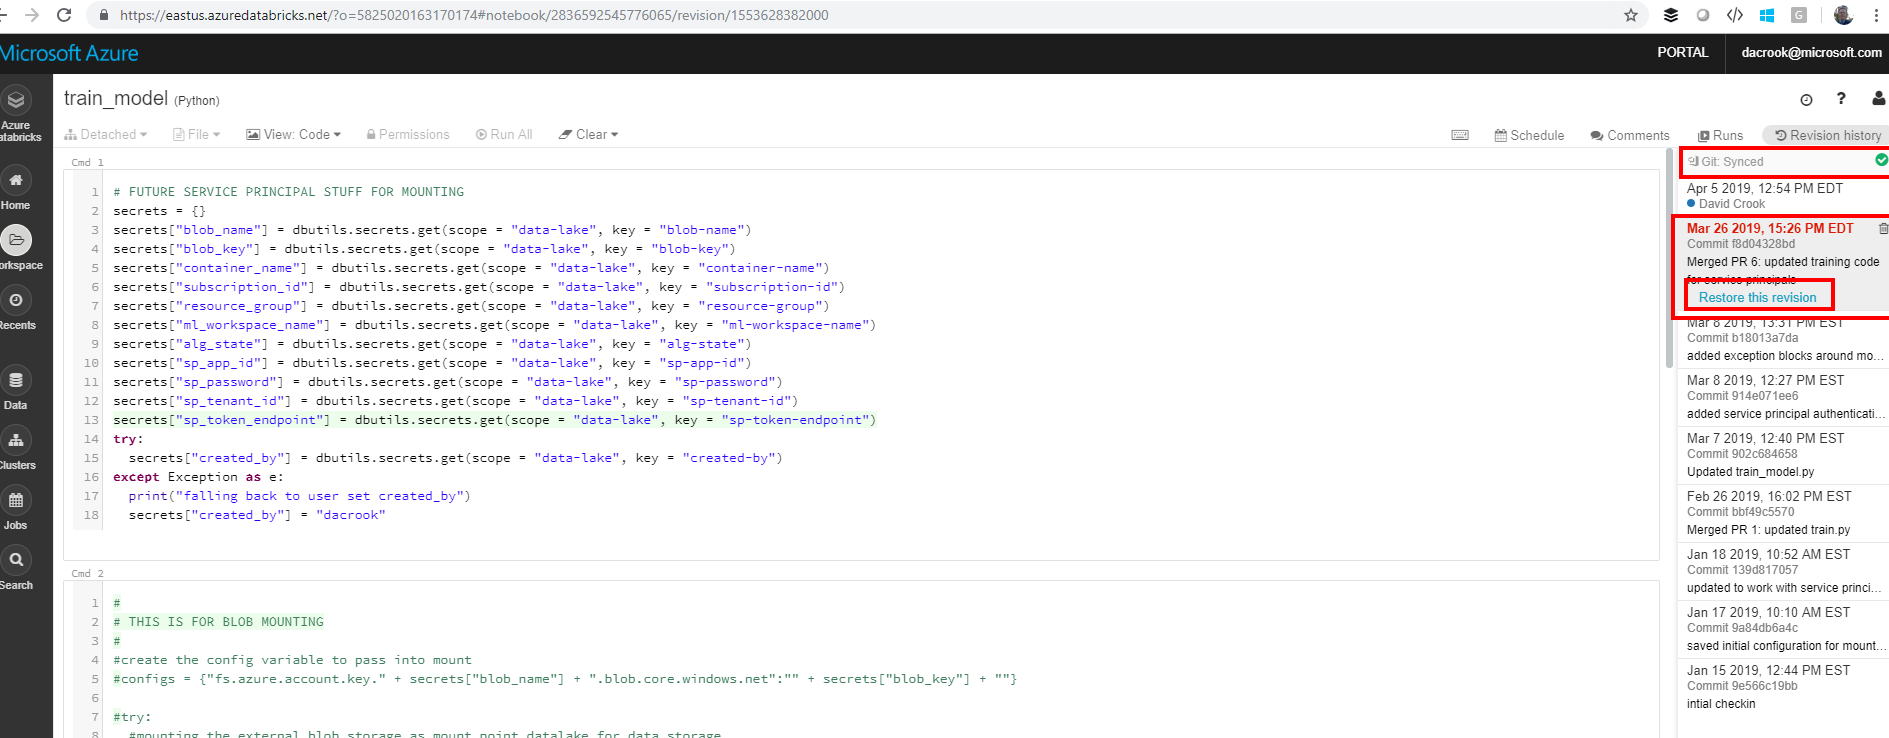 https://eastus.azuredatabricks.net/?o=5825020163170174#notebook/2836592545776065/revision/1553628382000
G
Microsoft Azure
PORTAL
dacrook@microsoft.com
Azure
atabricks
Home
orkspace
Recents
Data
Clusters
Jobs
Search
train_model (Python)
?
Detached
File
View: Code
Permissions
Run All
Clear
Schedule
Comments
Runs
Revision history
Cmd 1
1 # FUTURE SERVICE PRINCIPAL STUFF FOR MOUNTING
2 secrets = {}
3 secrets["blob_name"] = dbutils.secrets.get(scope = "data-lake", key = "blob-name")
4 secrets["blob_key"] = dbutils.secrets.get(scope = "data-lake", key = "blob-key")
5 secrets["container_name"] = dbutils.secrets.get(scope = "data-lake", key = "container-name")
6 secrets["subscription_id"] = dbutils.secrets.get(scope = "data-lake", key = "subscription-id")
7 secrets["resource_group"] = dbutils.secrets.get(scope = "data-lake", key = "resource-group")
8 secrets["ml_workspace_name"] = dbutils.secrets.get(scope = "data-lake", key = "ml-workspace-name")
9 secrets["alg_state"] = dbutils.secrets.get(scope = "data-lake", key = "alg-state")
10 secrets["sp_app_id"] = dbutils.secrets.get(scope = "data-lake", key = "sp-app-id")
11 secrets["sp_password"] = dbutils.secrets.get(scope = "data-lake", key = "sp-password")
12 secrets["sp_tenant_id"] = dbutils.secrets.get(scope = "data-lake", key = "sp-tenant-id")
13 secrets["sp_token_endpoint"] = dbutils.secrets.get(scope = "data-lake", key = "sp-token-endpoint")
14 try:
15   secrets["created_by"] = dbutils.secrets.get(scope = "data-lake", key = "created-by")
16 except Exception as e:
17   print("falling back to user set created_by")
18   secrets["created_by"] = "dacrook"
Cmd 2
1 #
2 # THIS IS FOR BLOB MOUNTING
3 #
4 #create the config variable to pass into mount
5 #configs = {"fs.azure.account.key." + secrets["blob_name"] + ".blob.core.windows.net":"" + secrets["blob_key"] + ""}
6
7 #try:
8   #mounting the external blob storage as mount point datalake for data storage
Git: Synced
Apr 5 2019, 12:54 PM EDT
David Crook
Mar 26 2019, 15:26 PM EDT
Commit f8d04328bd
Merged PR 6: updated training code
for service principals
Restore this revision
Mar 8 2019, 13:31 PM EST
Commit b18013a7da
added exception blocks around mo...
Mar 8 2019, 12:27 PM EST
Commit 914e071ee6
added service principal authenticati...
Mar 7 2019, 12:40 PM EST
Commit 902c684658
Updated train_model.py
Feb 26 2019, 16:02 PM EST
Commit bbf49c5570
Merged PR 1: updated train.py
Jan 18 2019, 10:52 AM EST
Commit 139d817057
updated to work with service princi...
Jan 17 2019, 10:10 AM EST
Commit 9a84db6a4c
saved initial configuration for mount...
Jan 15 2019, 12:44 PM EST
Commit 9e566c19bb
intial checkin